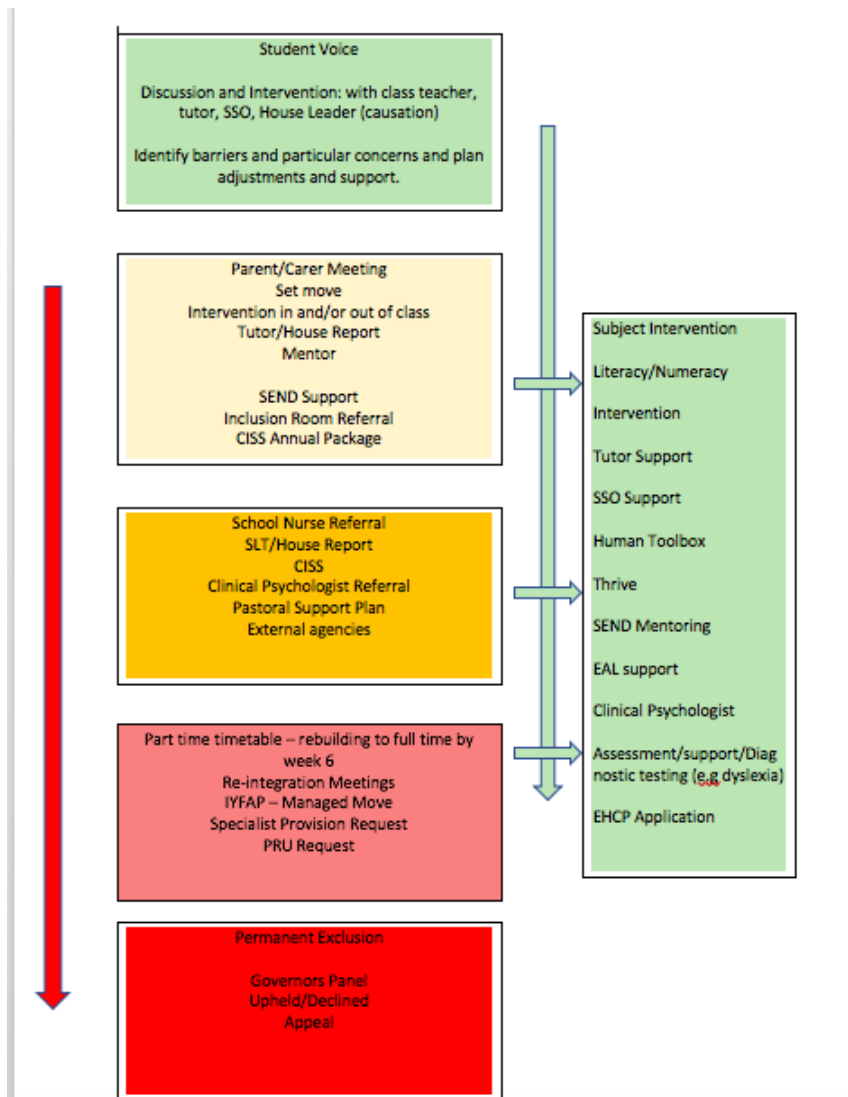 Student Voice
Discussion and Intervention: with class teacher,
tutor, SSO, House Leader (causation)
Identify barriers and particular concerns and plan
adjustments and support.
Parent/Carer Meeting
Set move
Intervention in and/or out of class
Tutor/House Report
Mentor
SEND Support
Inclusion Room Referral
CISS Annual Package
School Nurse Referral
SLT/House Report
CISS
Clinical Psychologist Referral
Pastoral Support Plan
External agencies
Part time timetable – rebuilding to full time by
week 6
Re-integration Meetings
IYFAP – Managed Move
Specialist Provision Request
PRU Request
Permanent Exclusion
Governors Panel
Upheld/Declined
Appeal
Subject Intervention
Literacy/Numeracy
Intervention
Tutor Support
SSO Support
Human Toolbox
Thrive
SEND Mentoring
EAL support
Clinical Psychologist
Assessment/support/Diag
nostic testing (e.g dyslexia)
EHCP Application